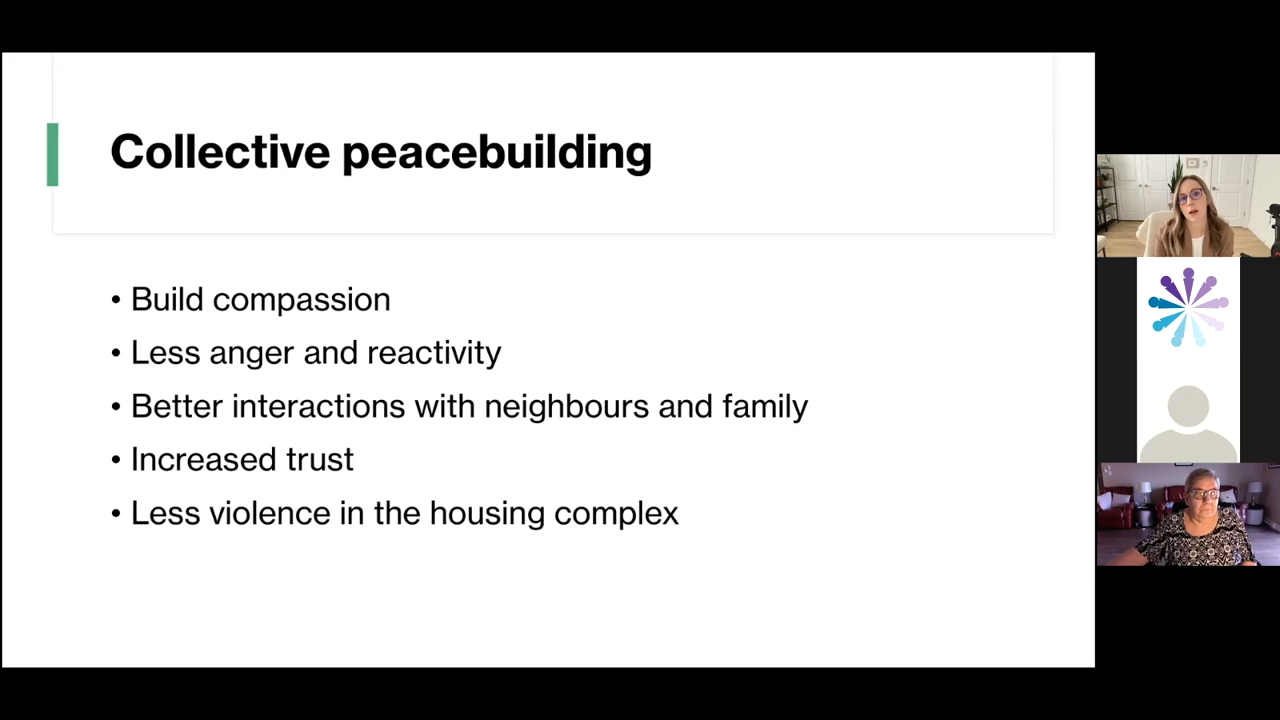 Collective peacebuilding
• Build compassion
• Less anger and reactivity
• Better interactions with neighbours and family
• Increased trust
• Less violence in the housing complex